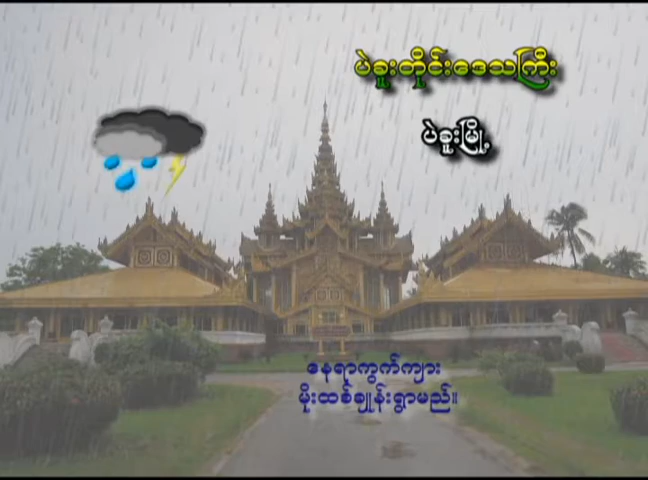 ပဲခူးတိုင်းဒေသကြီး
ပဲခူးမြို့
နေရာကွက်ကျား
မိုးထစ်ချုန်းရွာမည်။